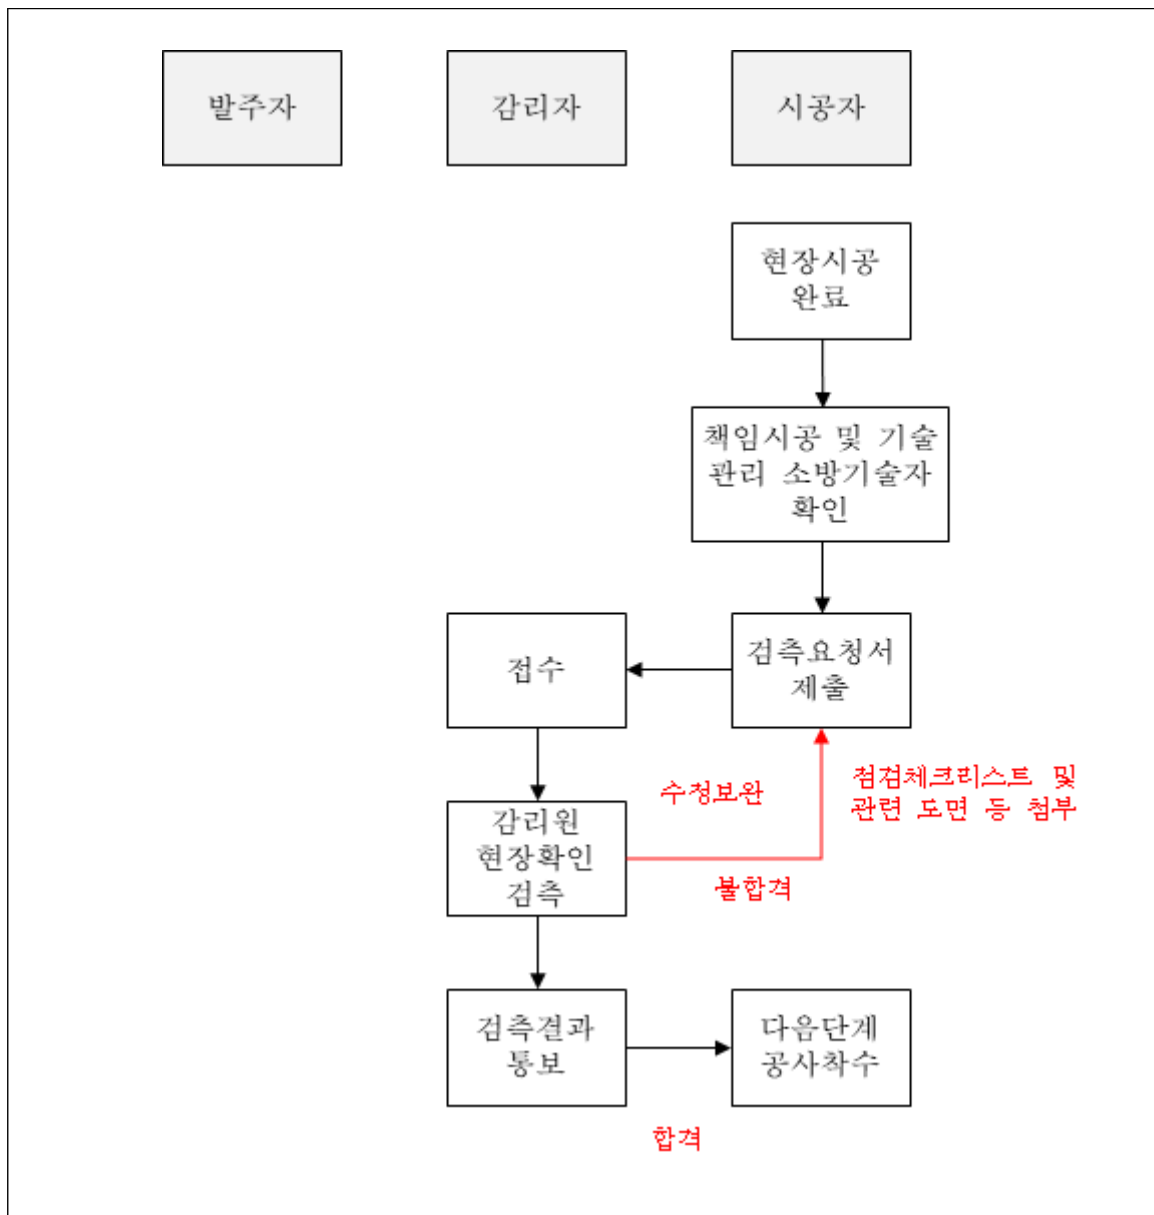 발주자
감리자
시공자
현장시공
완료
책임시공 및 기술
관리 소방기술자
확인
접수
검측요청서
제출
수정보완
점검체크리스트 및
관련 도면 등 첨부
감리원
현장확인
검측
불합격
검측결과
통보
다음단계
공사착수
합격